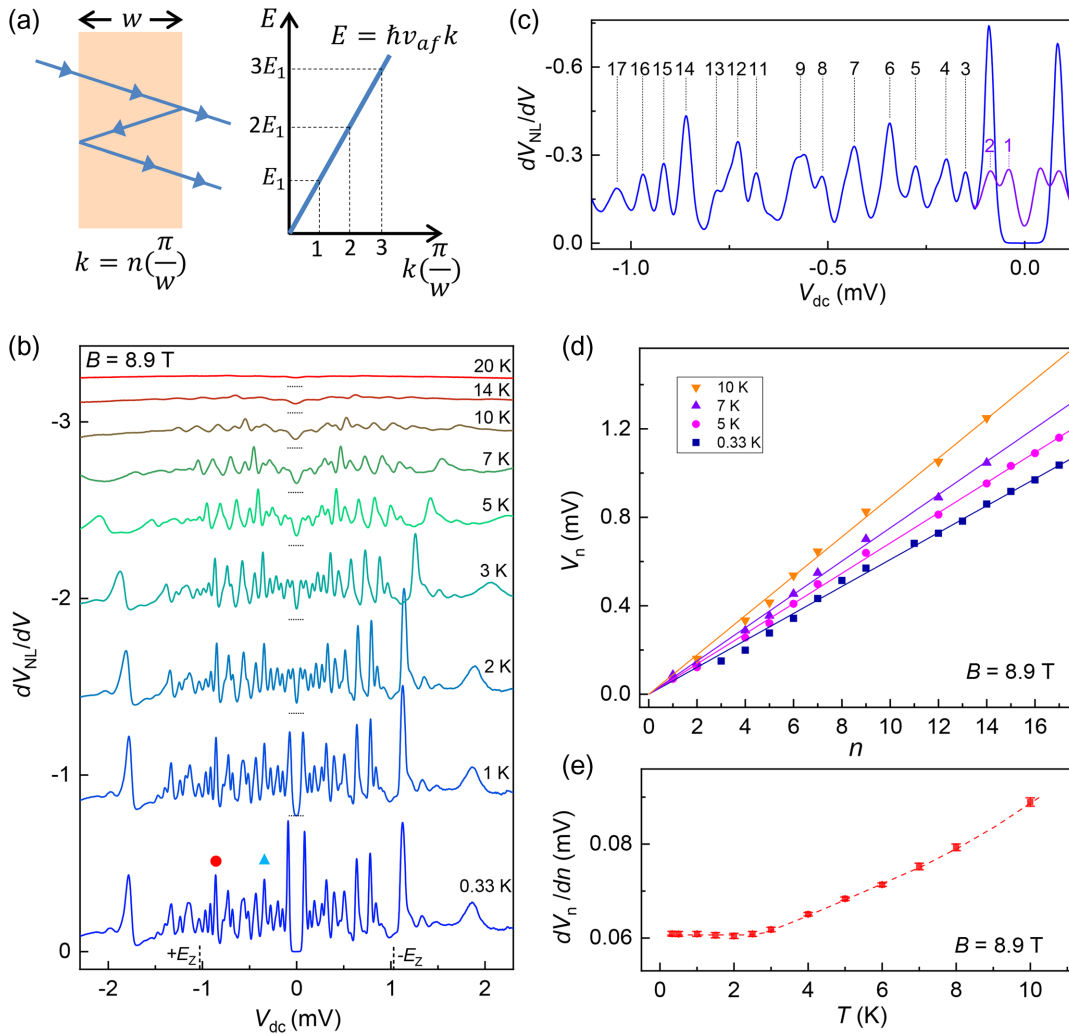 (a)
w
k = n(π/w)
E
E = ħv_af k
3E₁
2E₁
E₁
1 2 3
k(π/w)
(b)
B = 8.9 T
20 K
14 K
10 K
7 K
5 K
3 K
2 K
1 K
0.33 K
-3
-2
-1
0
dV_NL/dV
+E_Z
-E_Z
-2 -1 0 1 2
V_dc (mV)
(c)
-0.6
-0.3
0.0
dV_NL/dV
17 16 15 14 13 12 11 9 8 7 6 5 4 3
2 1
-1.0 -0.5 0.0
V_dc (mV)
(d)
10 K
7 K
5 K
0.33 K
1.2
0.8
0.4
0.0
V_n (mV)
B = 8.9 T
0 2 4 6 8 10 12 14 16
n
(e)
0.08
0.06
dV_n/dn (mV)
B = 8.9 T
0 2 4 6 8 10
T (K)